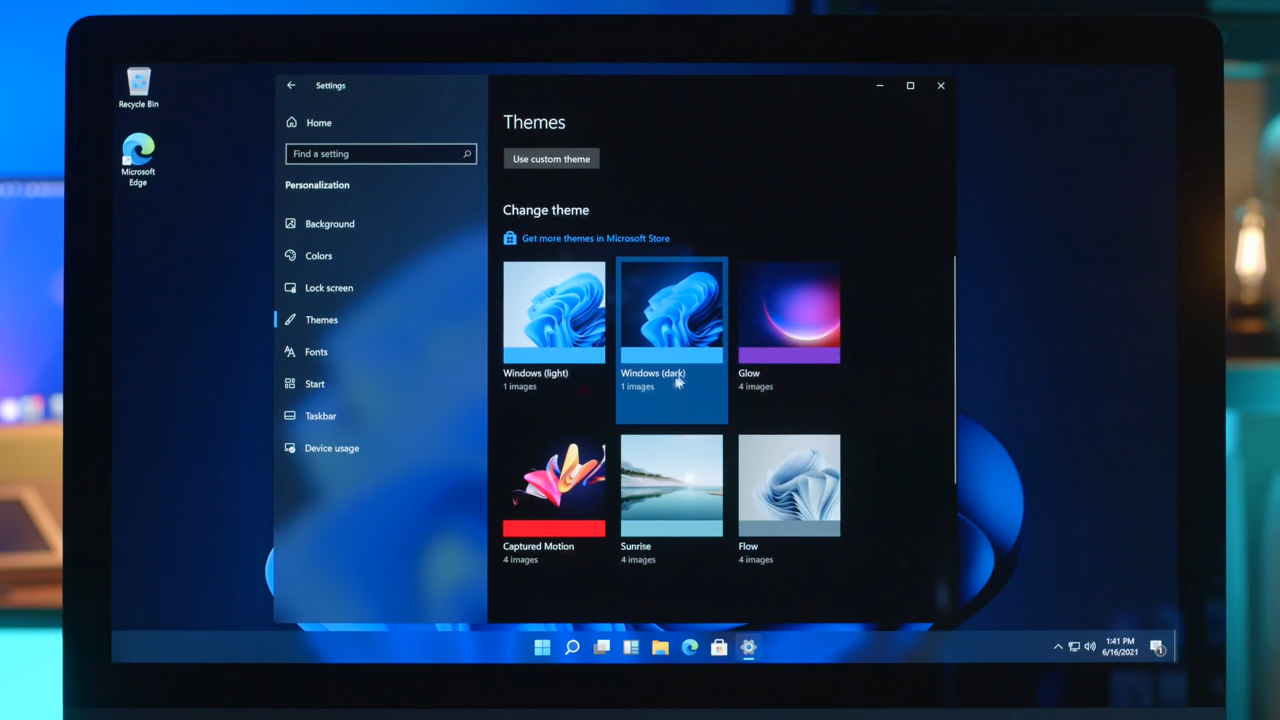 Recycle Bin
Microsoft
Edge
Settings
Home
Find a setting
Personalization
Background
Colors
Lock screen
Themes
Fonts
Start
Taskbar
Device usage
Themes
Use custom theme
Change theme
Get more themes in Microsoft Store
Windows (light)
1 images
Windows (dark)
1 images
Glow
4 images
Captured Motion
4 images
Sunrise
4 images
Flow
4 images
1:41 PM
6/16/2021
1